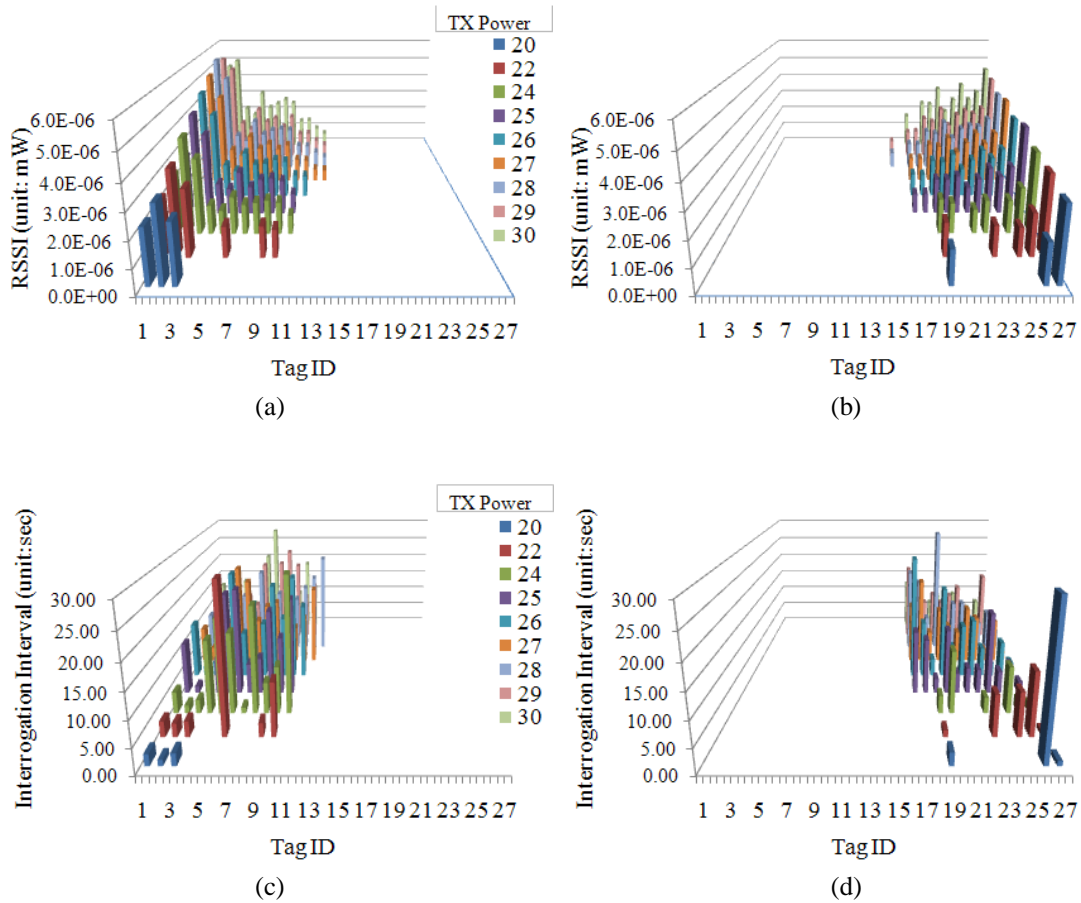 TX Power
20
22
24
25
26
27
28
29
30
RSSI (unit: mW)
6.0E-06
5.0E-06
4.0E-06
3.0E-06
2.0E-06
1.0E-06
0.0E+00
1 3 5 7 9 11 13 15 17 19 21 23 25 27
Tag ID
(a)
RSSI (unit: mW)
6.0E-06
5.0E-06
4.0E-06
3.0E-06
2.0E-06
1.0E-06
0.0E+00
1 3 5 7 9 11 13 15 17 19 21 23 25 27
Tag ID
(b)
TX Power
20
22
24
25
26
27
28
29
30
Interrogation Interval (unit:sec)
30.00
25.00
20.00
15.00
10.00
5.00
0.00
1 3 5 7 9 11 13 15 17 19 21 23 25 27
Tag ID
(c)
Interrogation Interval (unit:sec)
30.00
25.00
20.00
15.00
10.00
5.00
0.00
1 3 5 7 9 11 13 15 17 19 21 23 25 27
Tag ID
(d)